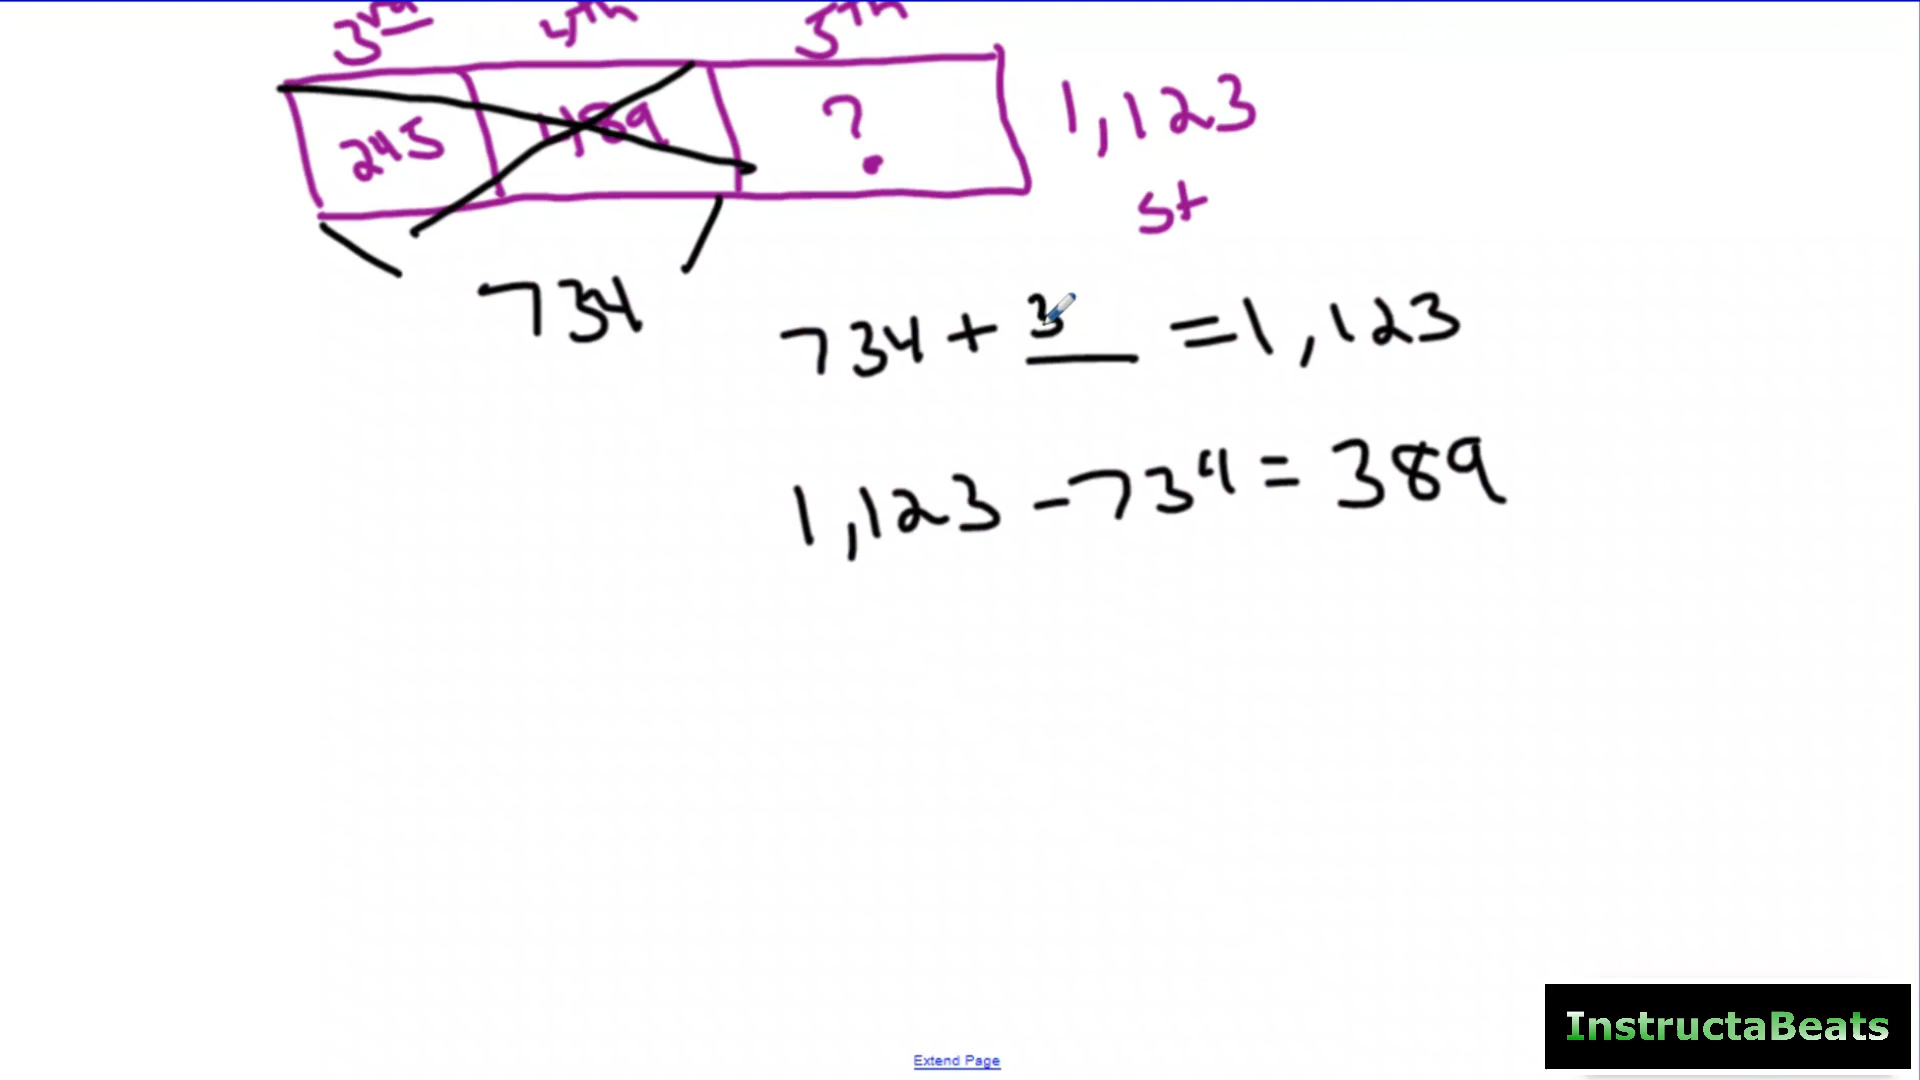 3rd 4th 5th
245 489 ? 1,123
st
734
734 + 3 = 1,123
1,123 - 734 = 389
InstructaBeats
Extend Page